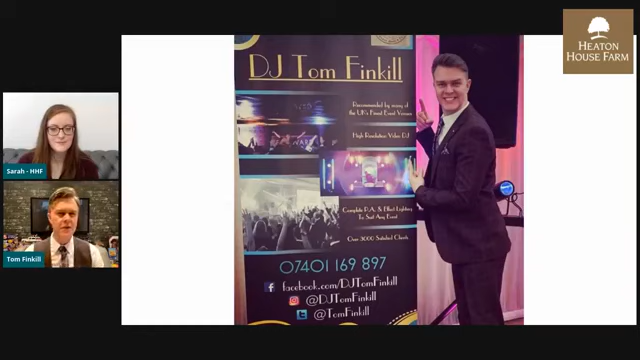 HEATON
HOUSE FARM
Sarah - HHF
Tom Finkill
DJ Tom Finkill
Recommended by many of
the UK's Finest Event Venues
High Resolution Video DJ
Complete P.A. & Effect Lighting
To Suit Any Event
Over 3000 Satisfied Clients
07401 169 897
facebook.com/DJTomFinkill
@DJTomFinkill
@TomFinkill